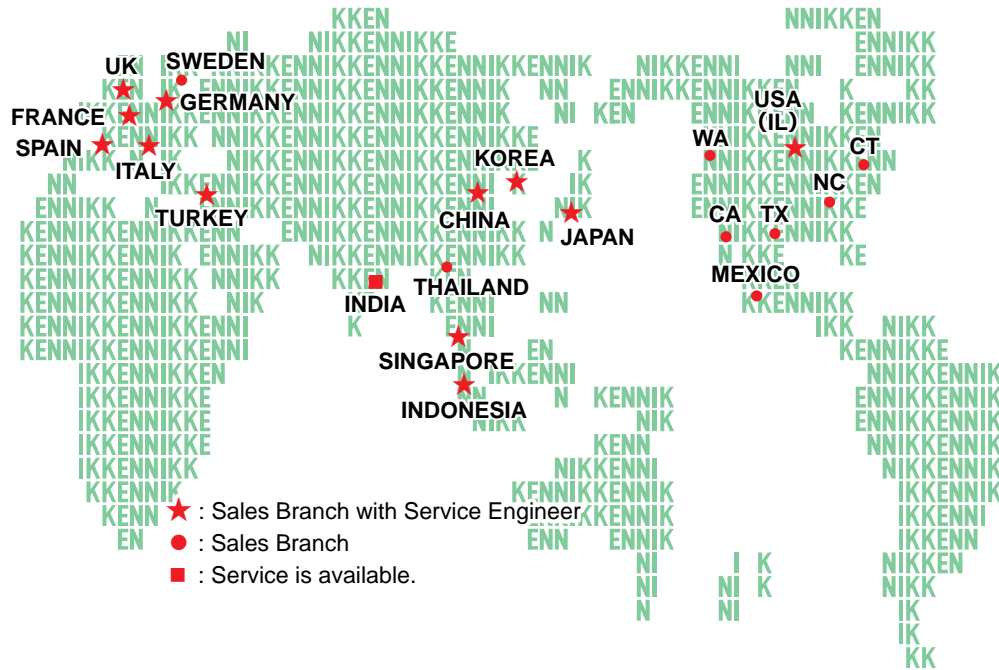 UK
SWEDEN
GERMANY
FRANCE
SPAIN
ITALY
TURKEY
KOREA
CHINA
JAPAN
INDIA
THAILAND
SINGAPORE
INDONESIA
USA
(IL)
WA
CT
NC
CA
TX
MEXICO
★ : Sales Branch with Service Engineer
● : Sales Branch
■ : Service is available.